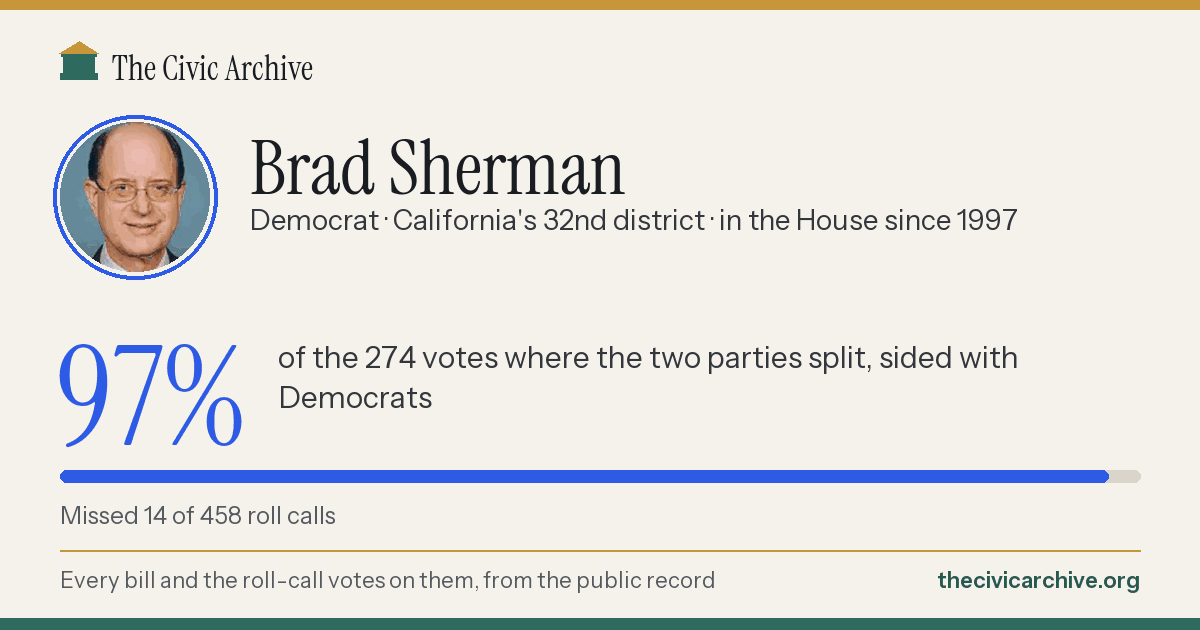 The Civic Archive
Brad Sherman
Democrat · California's 32nd district · in the House since 1997
97%
of the 274 votes where the two parties split, sided with
Democrats
Missed 14 of 458 roll calls
Every bill and the roll-call votes on them, from the public record
thecivicarchive.org